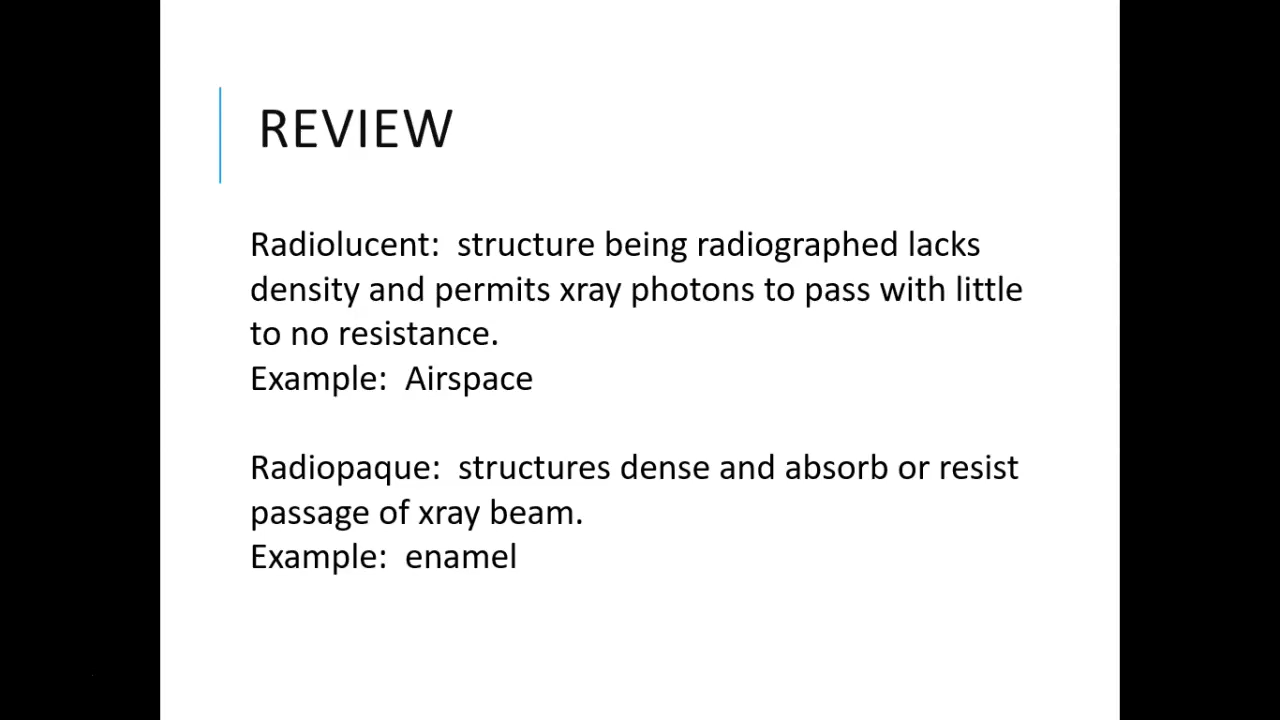 REVIEW
Radiolucent:  structure being radiographed lacks
density and permits xray photons to pass with little
to no resistance.
Example:  Airspace
Radiopaque:  structures dense and absorb or resist
passage of xray beam.
Example:  enamel